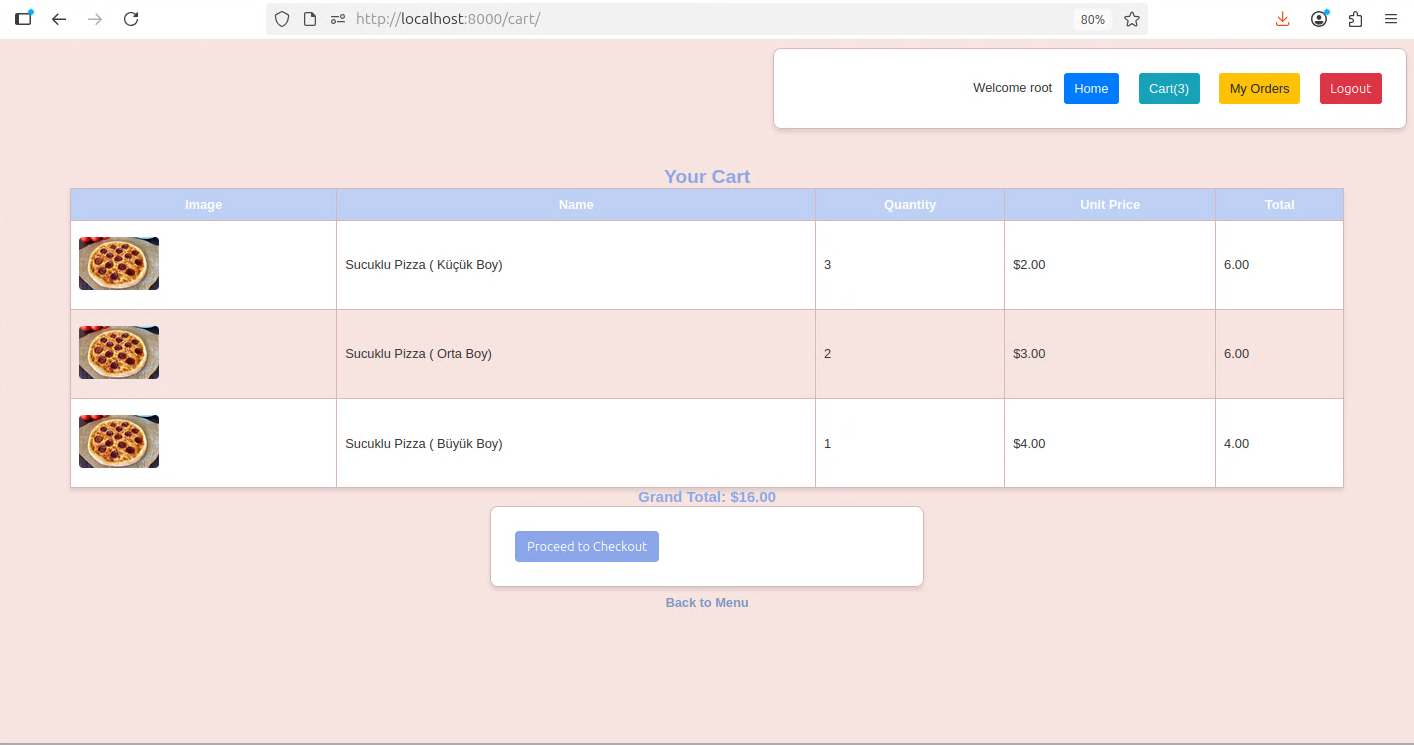 http://localhost:8000/cart/ 80%
Welcome root Home Cart(3) My Orders Logout
Your Cart
Image Name Quantity Unit Price Total
Sucuklu Pizza ( Küçük Boy) 3 $2.00 6.00
Sucuklu Pizza ( Orta Boy) 2 $3.00 6.00
Sucuklu Pizza ( Büyük Boy) 1 $4.00 4.00
Grand Total: $16.00
Proceed to Checkout
Back to Menu